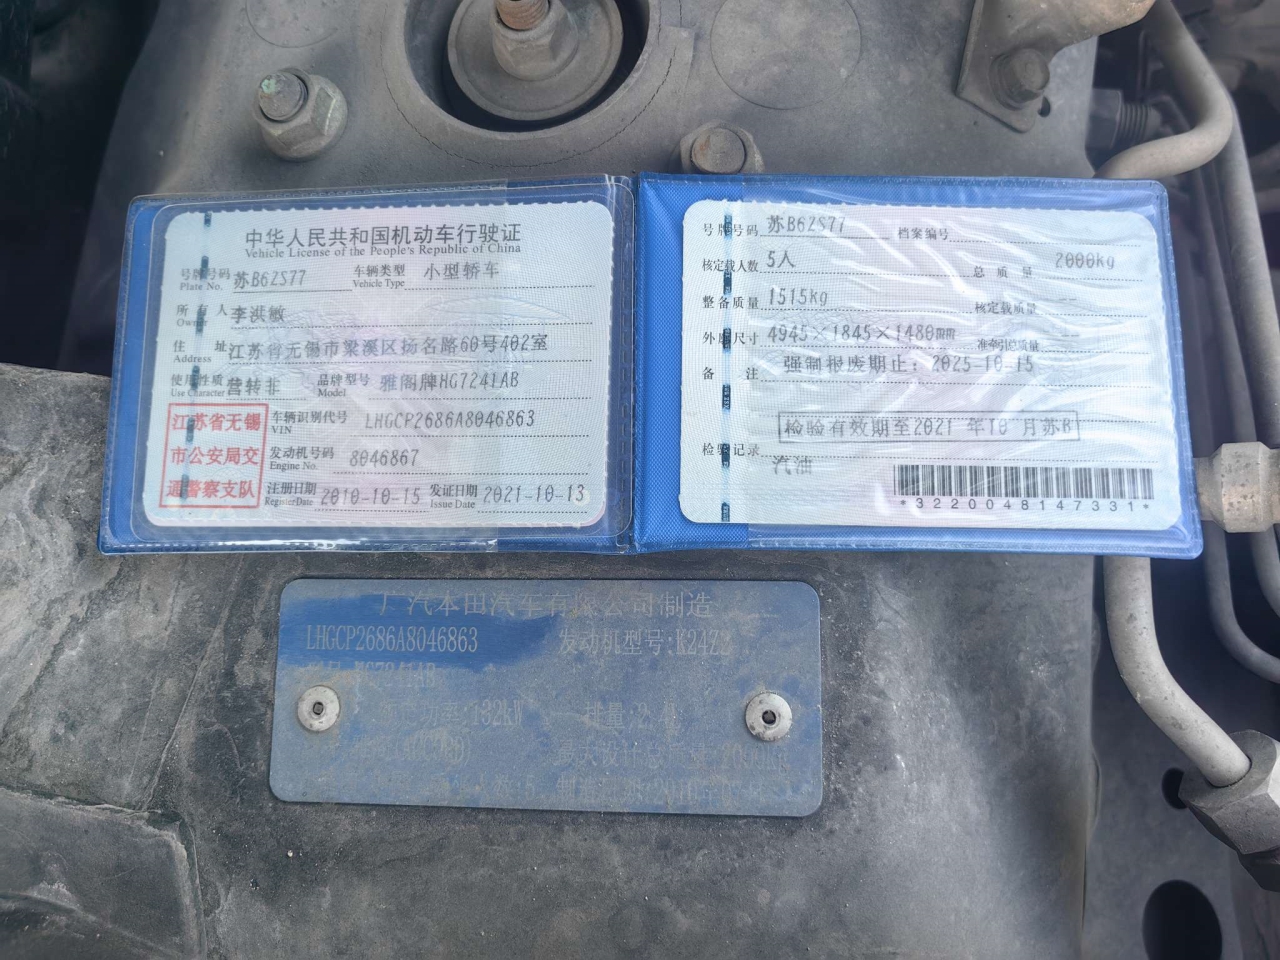 中华人民共和国机动车行驶证
Vehicle License of the People's Republic of China
号牌号码 苏B6ZS77 车辆类型 小型轿车
Plate No. Vehicle Type
所有人 李洪敏
Owner
住址 江苏省无锡市梁溪区扬名路60号402室
Address
使用性质 营转非 品牌型号 雅阁牌HG7241AB
Use Character Model
江苏省无锡
市公安局交
通警察支队
车辆识别代号 LHGCP2686A8046863
VIN
发动机号码 8046867
Engine No.
注册日期 2010-10-15 发证日期 2021-10-13
Register Date Issue Date
号牌号码 苏B6ZS77 档案编号
核定载人数 5人 总质量 2000kg
整备质量 1515kg 核定载质量 --
外廓尺寸 4945×1845×1480mm 准牵引总质量 --
备注 强制报废期止：2025-10-15
检验有效期至2021年10月苏B
检验记录
汽油
*3220048147331*
广汽本田汽车有限公司制造
LHGCP2686A8046863 发动机型号:K24Z2
型号:HG7241AB
功率:132kW 排量:2.4